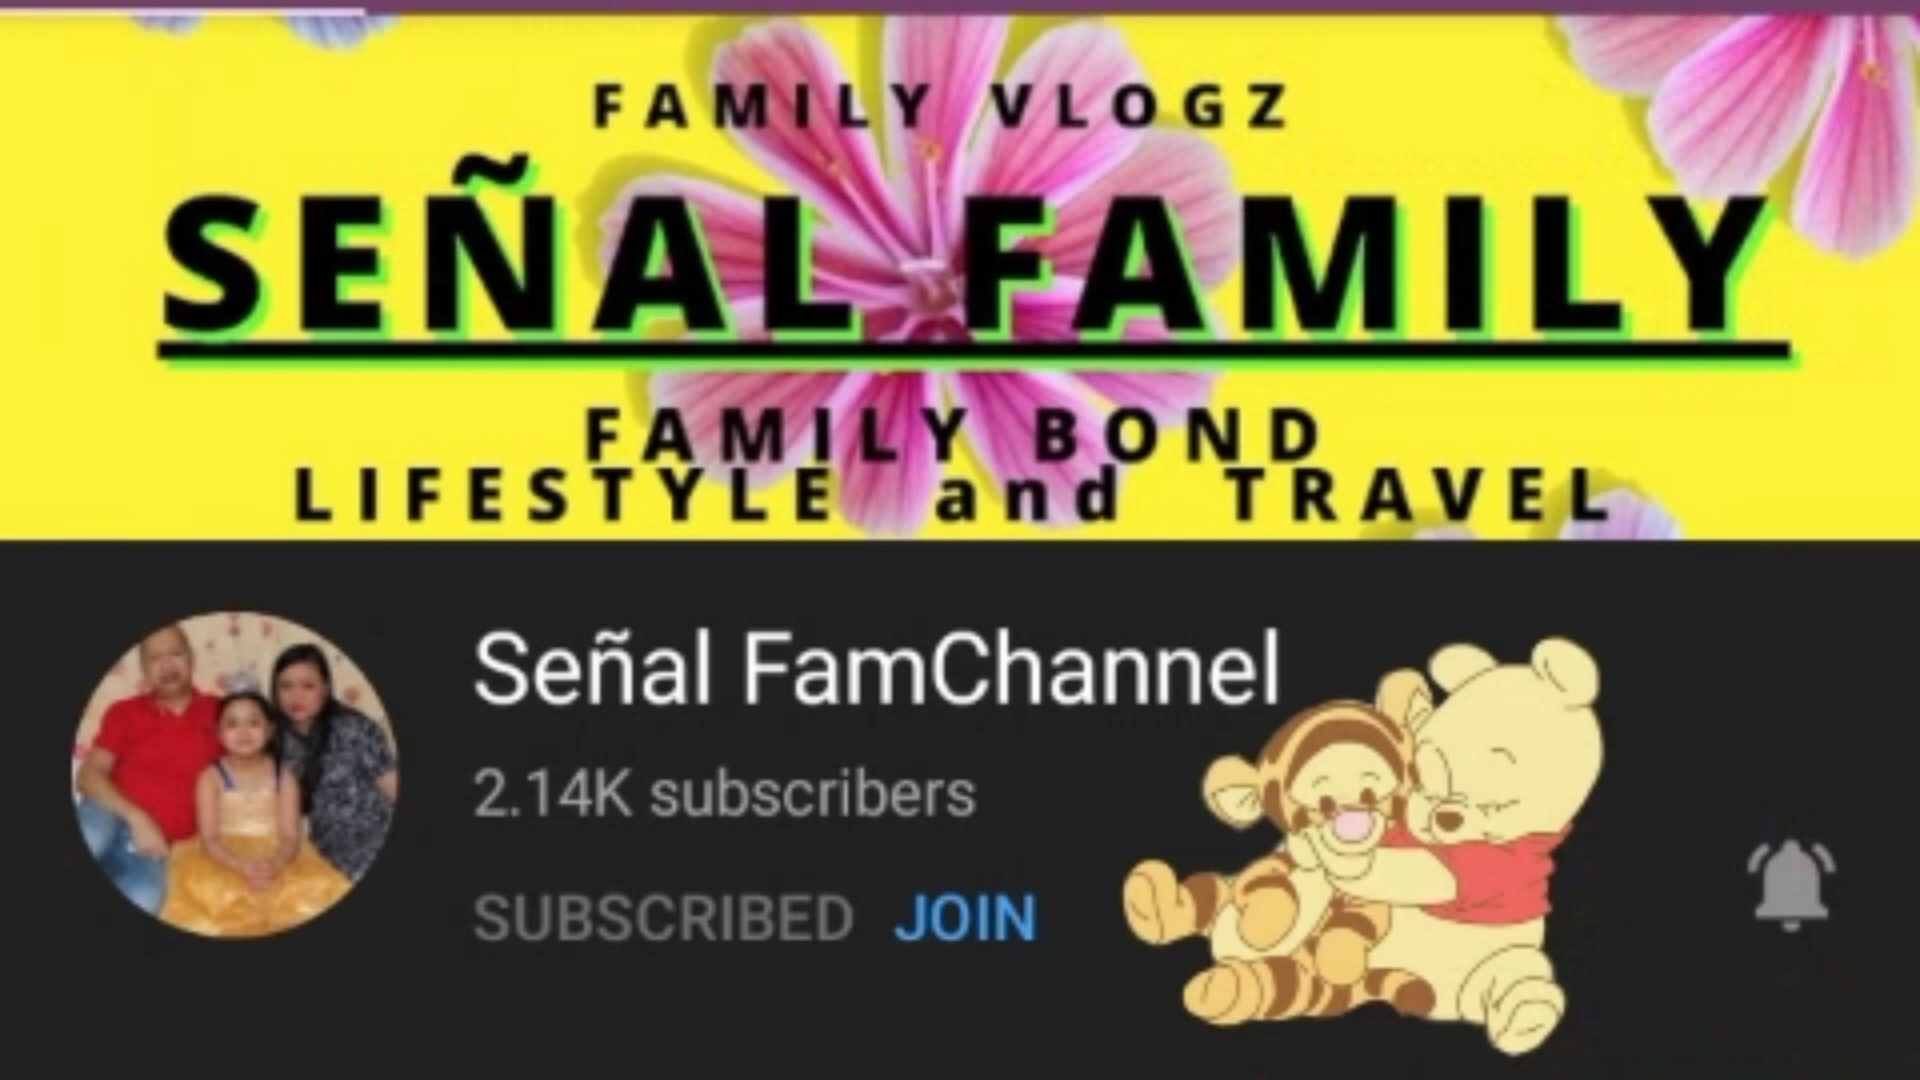 FAMILY VLOGZ
SEÑAL FAMILY
FAMILY BOND
LIFESTYLE and TRAVEL
Señal FamChannel
2.14K subscribers
SUBSCRIBED JOIN